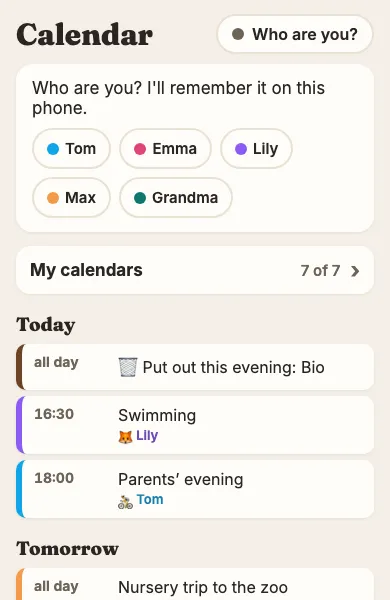 Calendar
Who are you?
Who are you? I'll remember it on this
phone.
Tom
Emma
Lily
Max
Grandma
My calendars
7 of 7
Today
all day
Put out this evening: Bio
16:30
Swimming
Lily
18:00
Parents’ evening
Tom
Tomorrow
all day
Nursery trip to the zoo